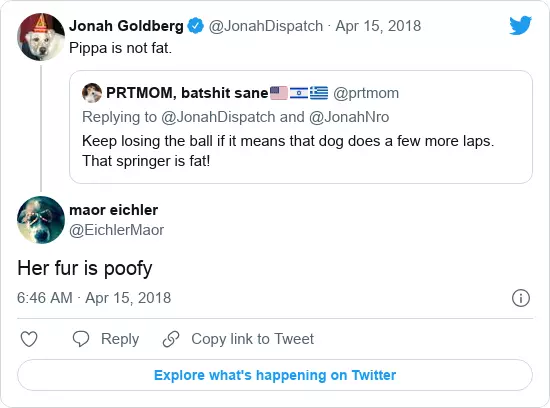 Jonah Goldberg @JonahDispatch · Apr 15, 2018
Pippa is not fat.
PRTMOM, batshit sane🇺🇸🇮🇱🇬🇷 @prtmom
Replying to @JonahDispatch and @JonahNro
Keep losing the ball if it means that dog does a few more laps.
That springer is fat!
maor eichler
@EichlerMaor
Her fur is poofy
6:46 AM · Apr 15, 2018
Reply
Copy link to Tweet
Explore what's happening on Twitter